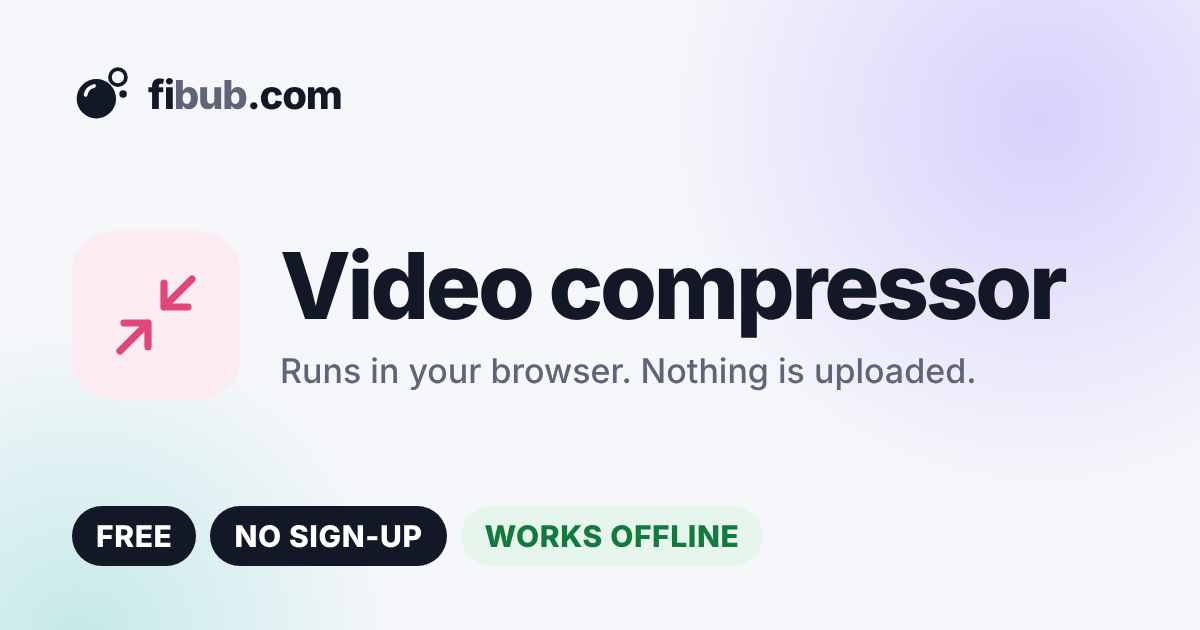 fibub.com
Video compressor
Runs in your browser. Nothing is uploaded.
FREE NO SIGN-UP WORKS OFFLINE